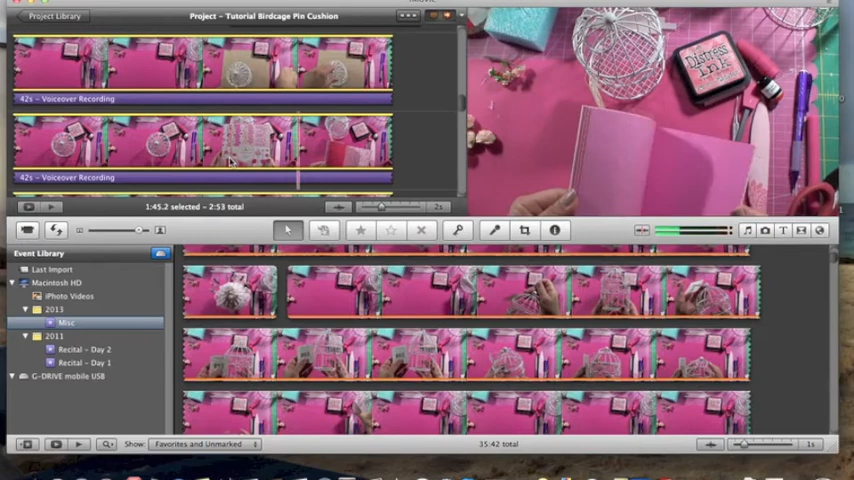 Project Library
Project - Tutorial Birdcage Pin Cushion
42s - Voiceover Recording
42s - Voiceover Recording
Distress Ink
1:45.2 selected - 2:53 total
2s
Event Library
Last Import
Macintosh HD
iPhoto Videos
2013
Misc
2011
Recital - Day 2
Recital - Day 1
G-DRIVE mobile USB
Show: Favorites and Unmarked
35:42 total
1s